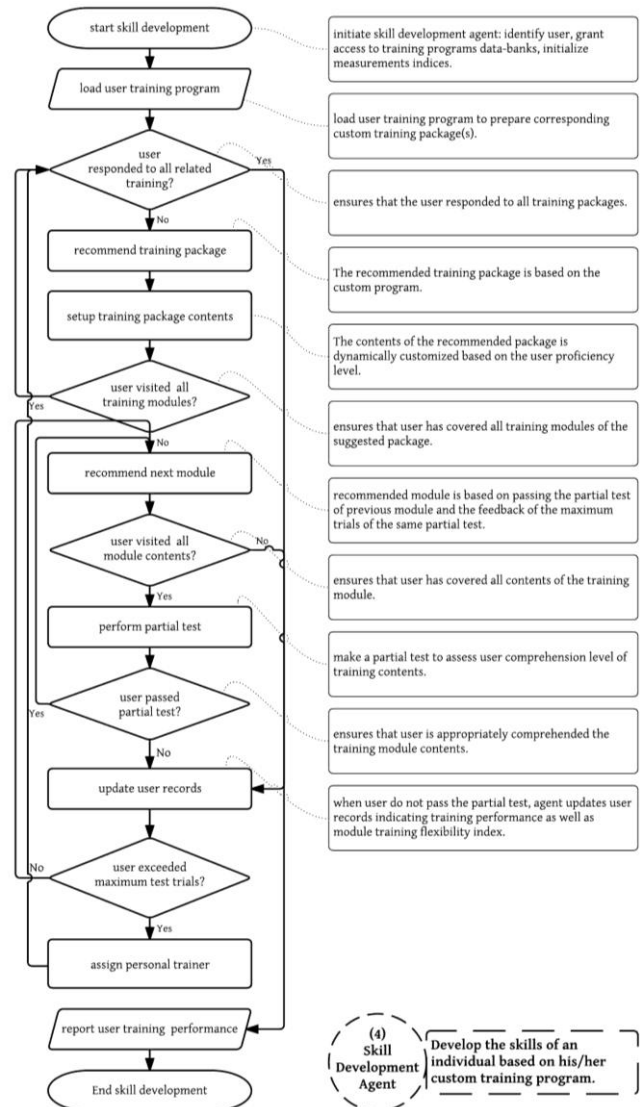 start skill development
initiate skill development agent: identify user, grant
access to training programs data-banks, initialize
measurements indices.
load user training program
load user training program to prepare corresponding
custom training package(s).
user
responded to all related
training?
Yes
No
ensures that the user responded to all training packages.
recommend training package
The recommended training package is based on the
custom program.
setup training package contents
The contents of the recommended package is
dynamically customized based on the user proficiency
level.
user visited all
training modules?
Yes
No
ensures that user has covered all training modules of the
suggested package.
recommend next module
recommended module is based on passing the partial test
of previous module and the feedback of the maximum
trials of the same partial test.
user visited all
module contents?
No
Yes
ensures that user has covered all contents of the training
module.
perform partial test
make a partial test to assess user comprehension level of
training contents.
user passed
partial test?
Yes
No
ensures that user is appropriately comprehended the
training module contents.
update user records
when user do not pass the partial test, agent updates user
records indicating training performance as well as
module training flexibility index.
user exceeded
maximum test trials?
No
Yes
assign personal trainer
report user training performance
End skill development
(4)
Skill
Development
Agent
Develop the skills of an
individual based on his/her
custom training program.